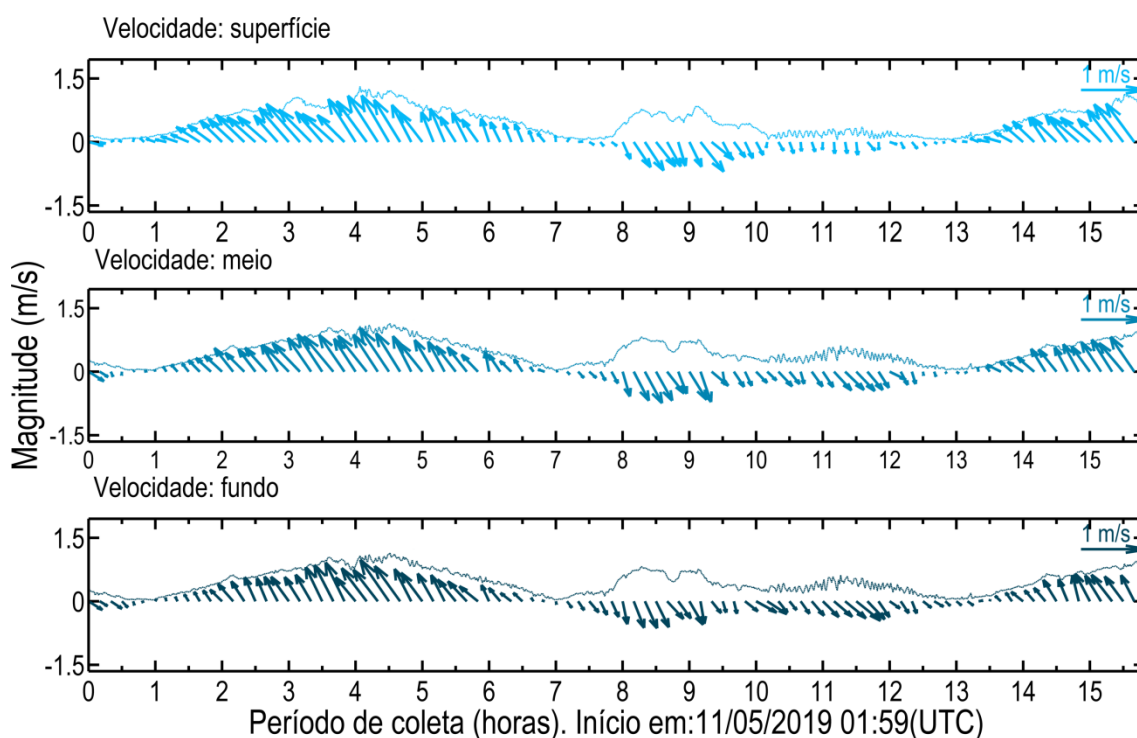 Velocidade: superfície
1 m/s
1.5
0
-1.5
0 1 2 3 4 5 6 7 8 9 10 11 12 13 14 15
Velocidade: meio
1 m/s
1.5
0
-1.5
0 1 2 3 4 5 6 7 8 9 10 11 12 13 14 15
Magnitude (m/s)
Velocidade: fundo
1 m/s
1.5
0
-1.5
0 1 2 3 4 5 6 7 8 9 10 11 12 13 14 15
Período de coleta (horas). Início em:11/05/2019 01:59(UTC)